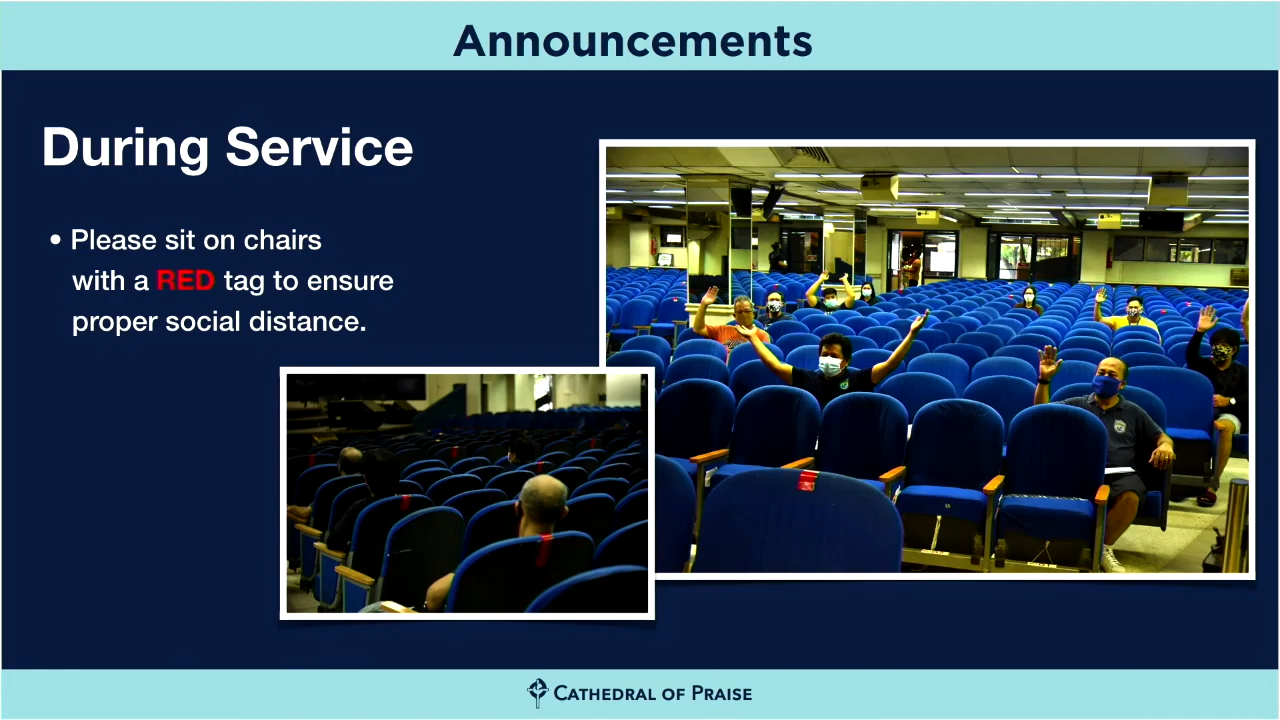 Announcements
During Service
• Please sit on chairs
with a RED tag to ensure
proper social distance.
CATHEDRAL OF PRAISE